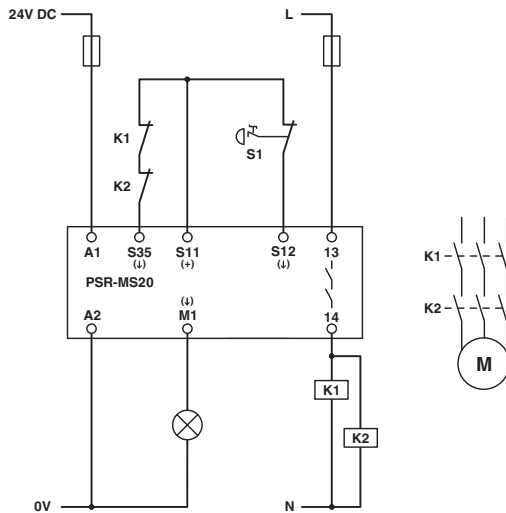 24V DC
L
K1
K2
S1
A1
S35
(↓)
S11
(+)
S12
(↓)
13
PSR-MS20
A2
(↓)
M1
14
K1
K2
K1
K2
M
0V
N